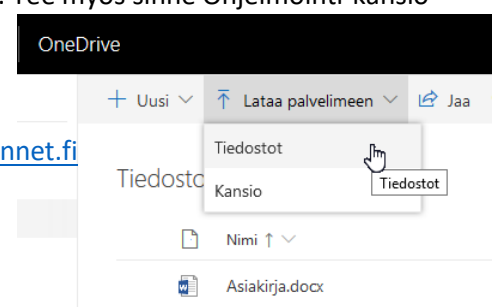 Tee myös sinne Ohjelmointi-kansio
OneDrive
Uusi Lataa palvelimeen Jaa
nnet.fi
Tiedostot
Tiedosto
Kansio
Tiedostot
Nimi ↑
Asiakirja.docx